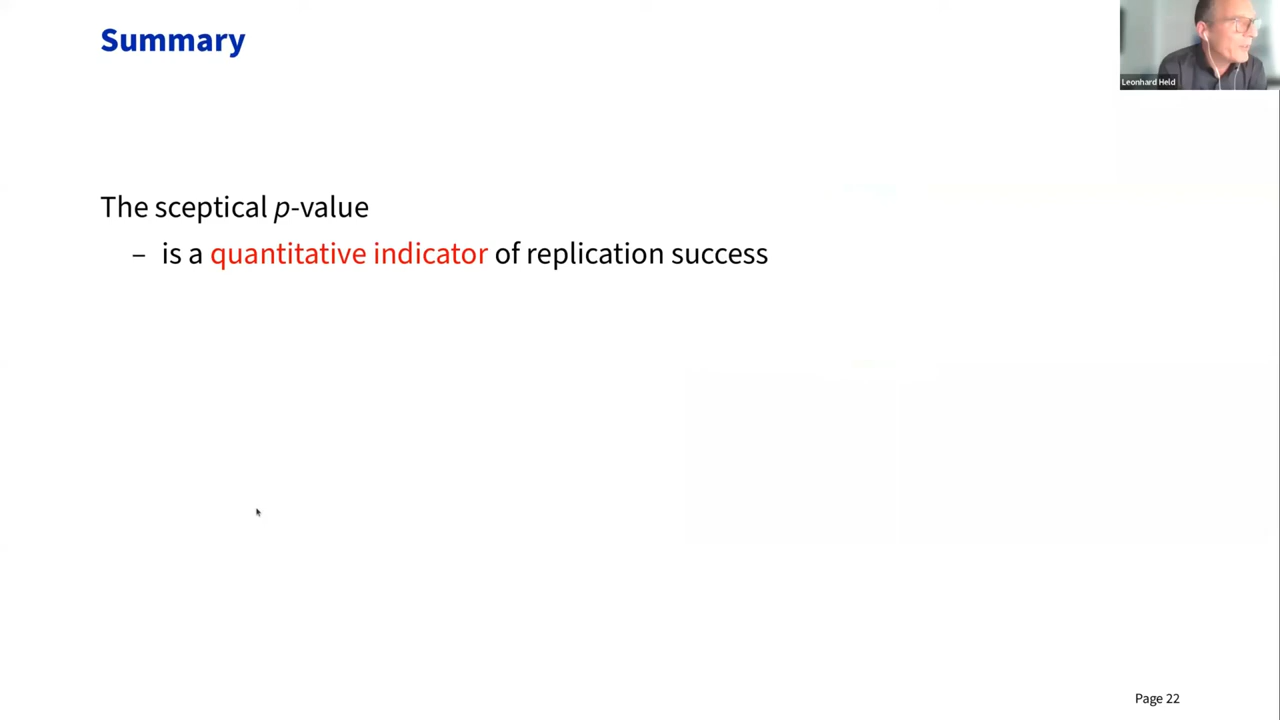 Summary
Leonhard Held
The sceptical p-value
– is a quantitative indicator of replication success
Page 22